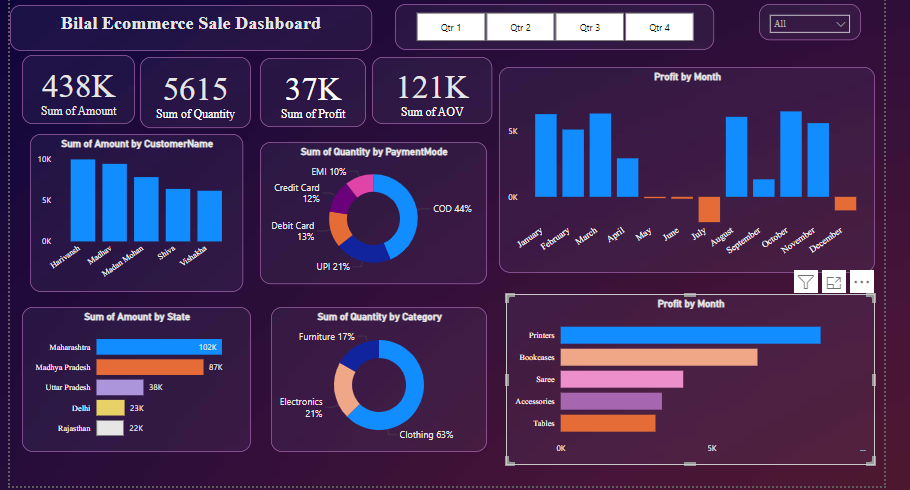 Bilal Ecommerce Sale Dashboard
Qtr 1
Qtr 2
Qtr 3
Qtr 4
All
438K
Sum of Amount
5615
Sum of Quantity
37K
Sum of Profit
121K
Sum of AOV
Profit by Month
5K
0K
January
February
March
April
May
June
July
August
September
October
November
December
Sum of Amount by CustomerName
10K
5K
0K
Harivansh
Madhav
Madan Mohan
Shiva
Vishakha
Sum of Quantity by PaymentMode
EMI 10%
Credit Card
12%
Debit Card
13%
UPI 21%
COD 44%
Sum of Amount by State
Maharashtra
102K
Madhya Pradesh
87K
Uttar Pradesh
38K
Delhi
23K
Rajasthan
22K
Sum of Quantity by Category
Furniture 17%
Electronics
21%
Clothing 63%
Profit by Month
Printers
Bookcases
Saree
Accessories
Tables
0K
5K